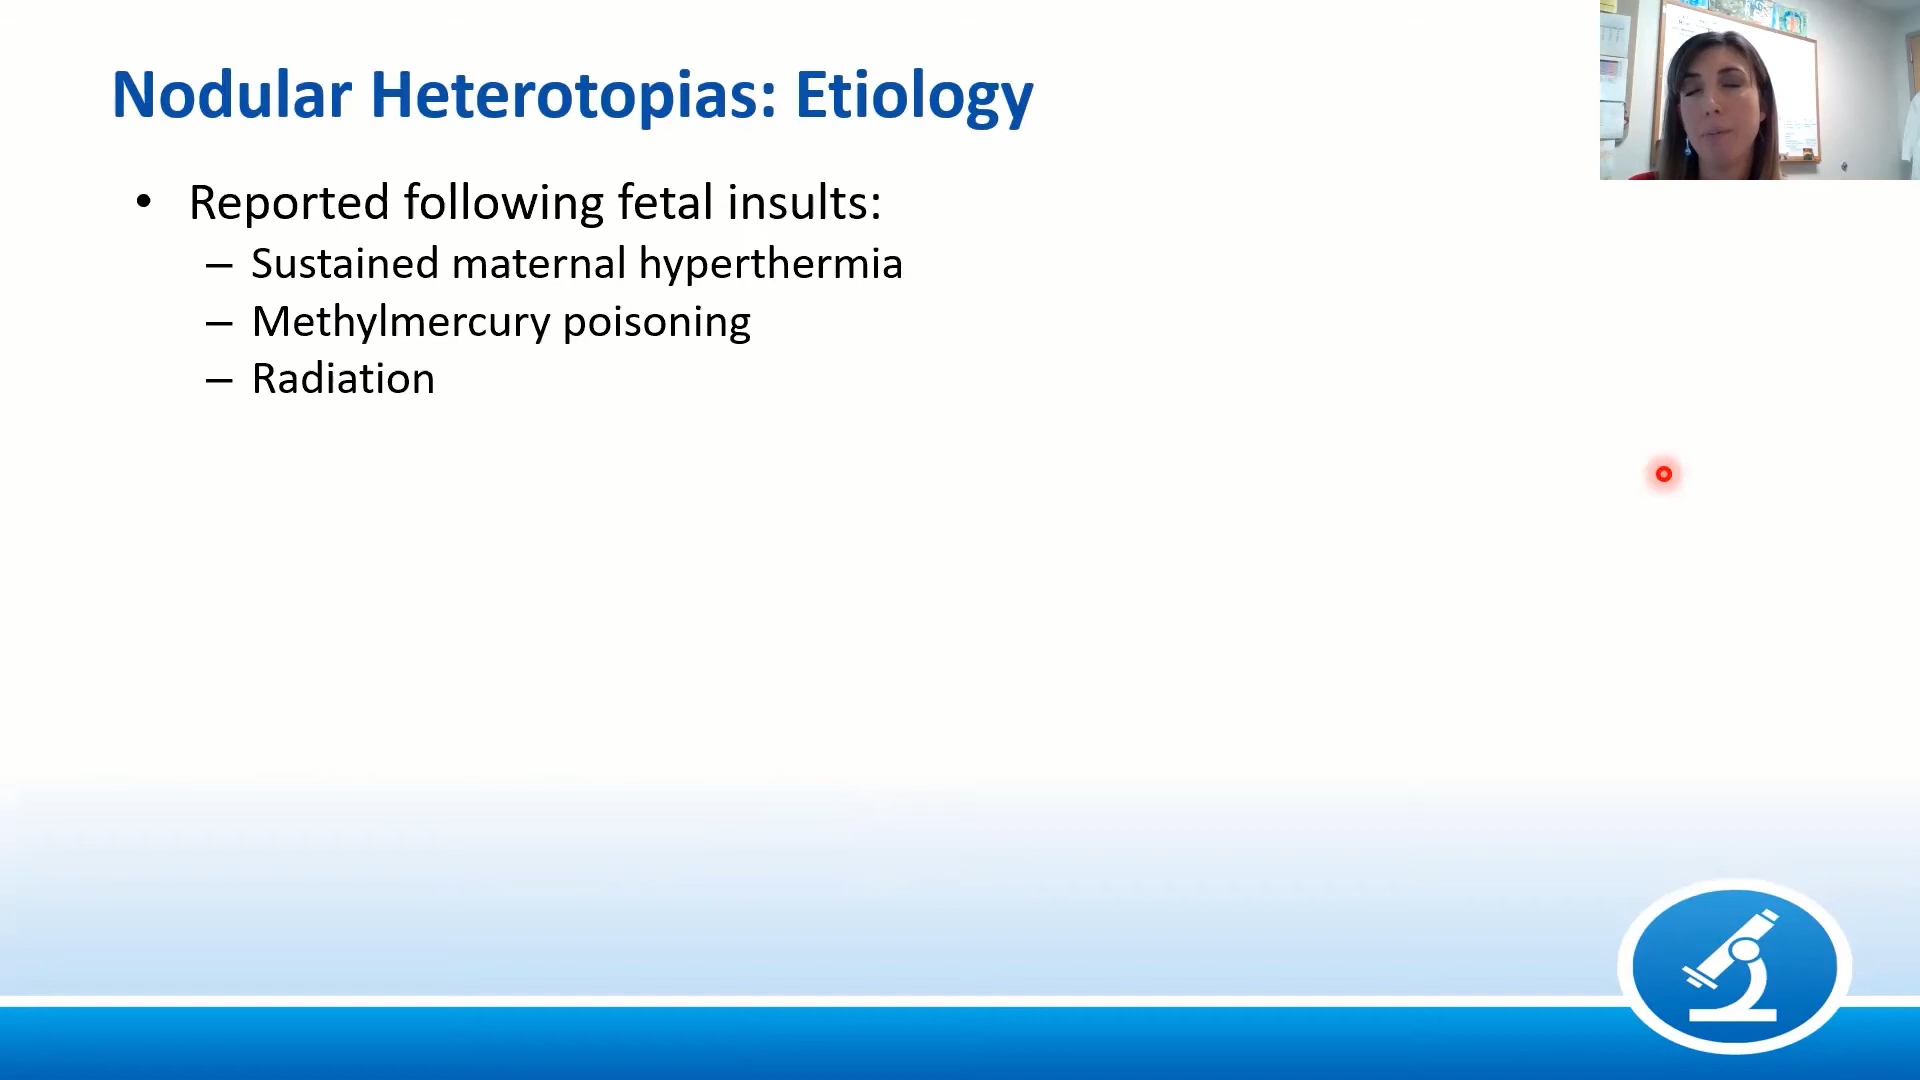 Nodular Heterotopias: Etiology
• Reported following fetal insults:
– Sustained maternal hyperthermia
– Methylmercury poisoning
– Radiation